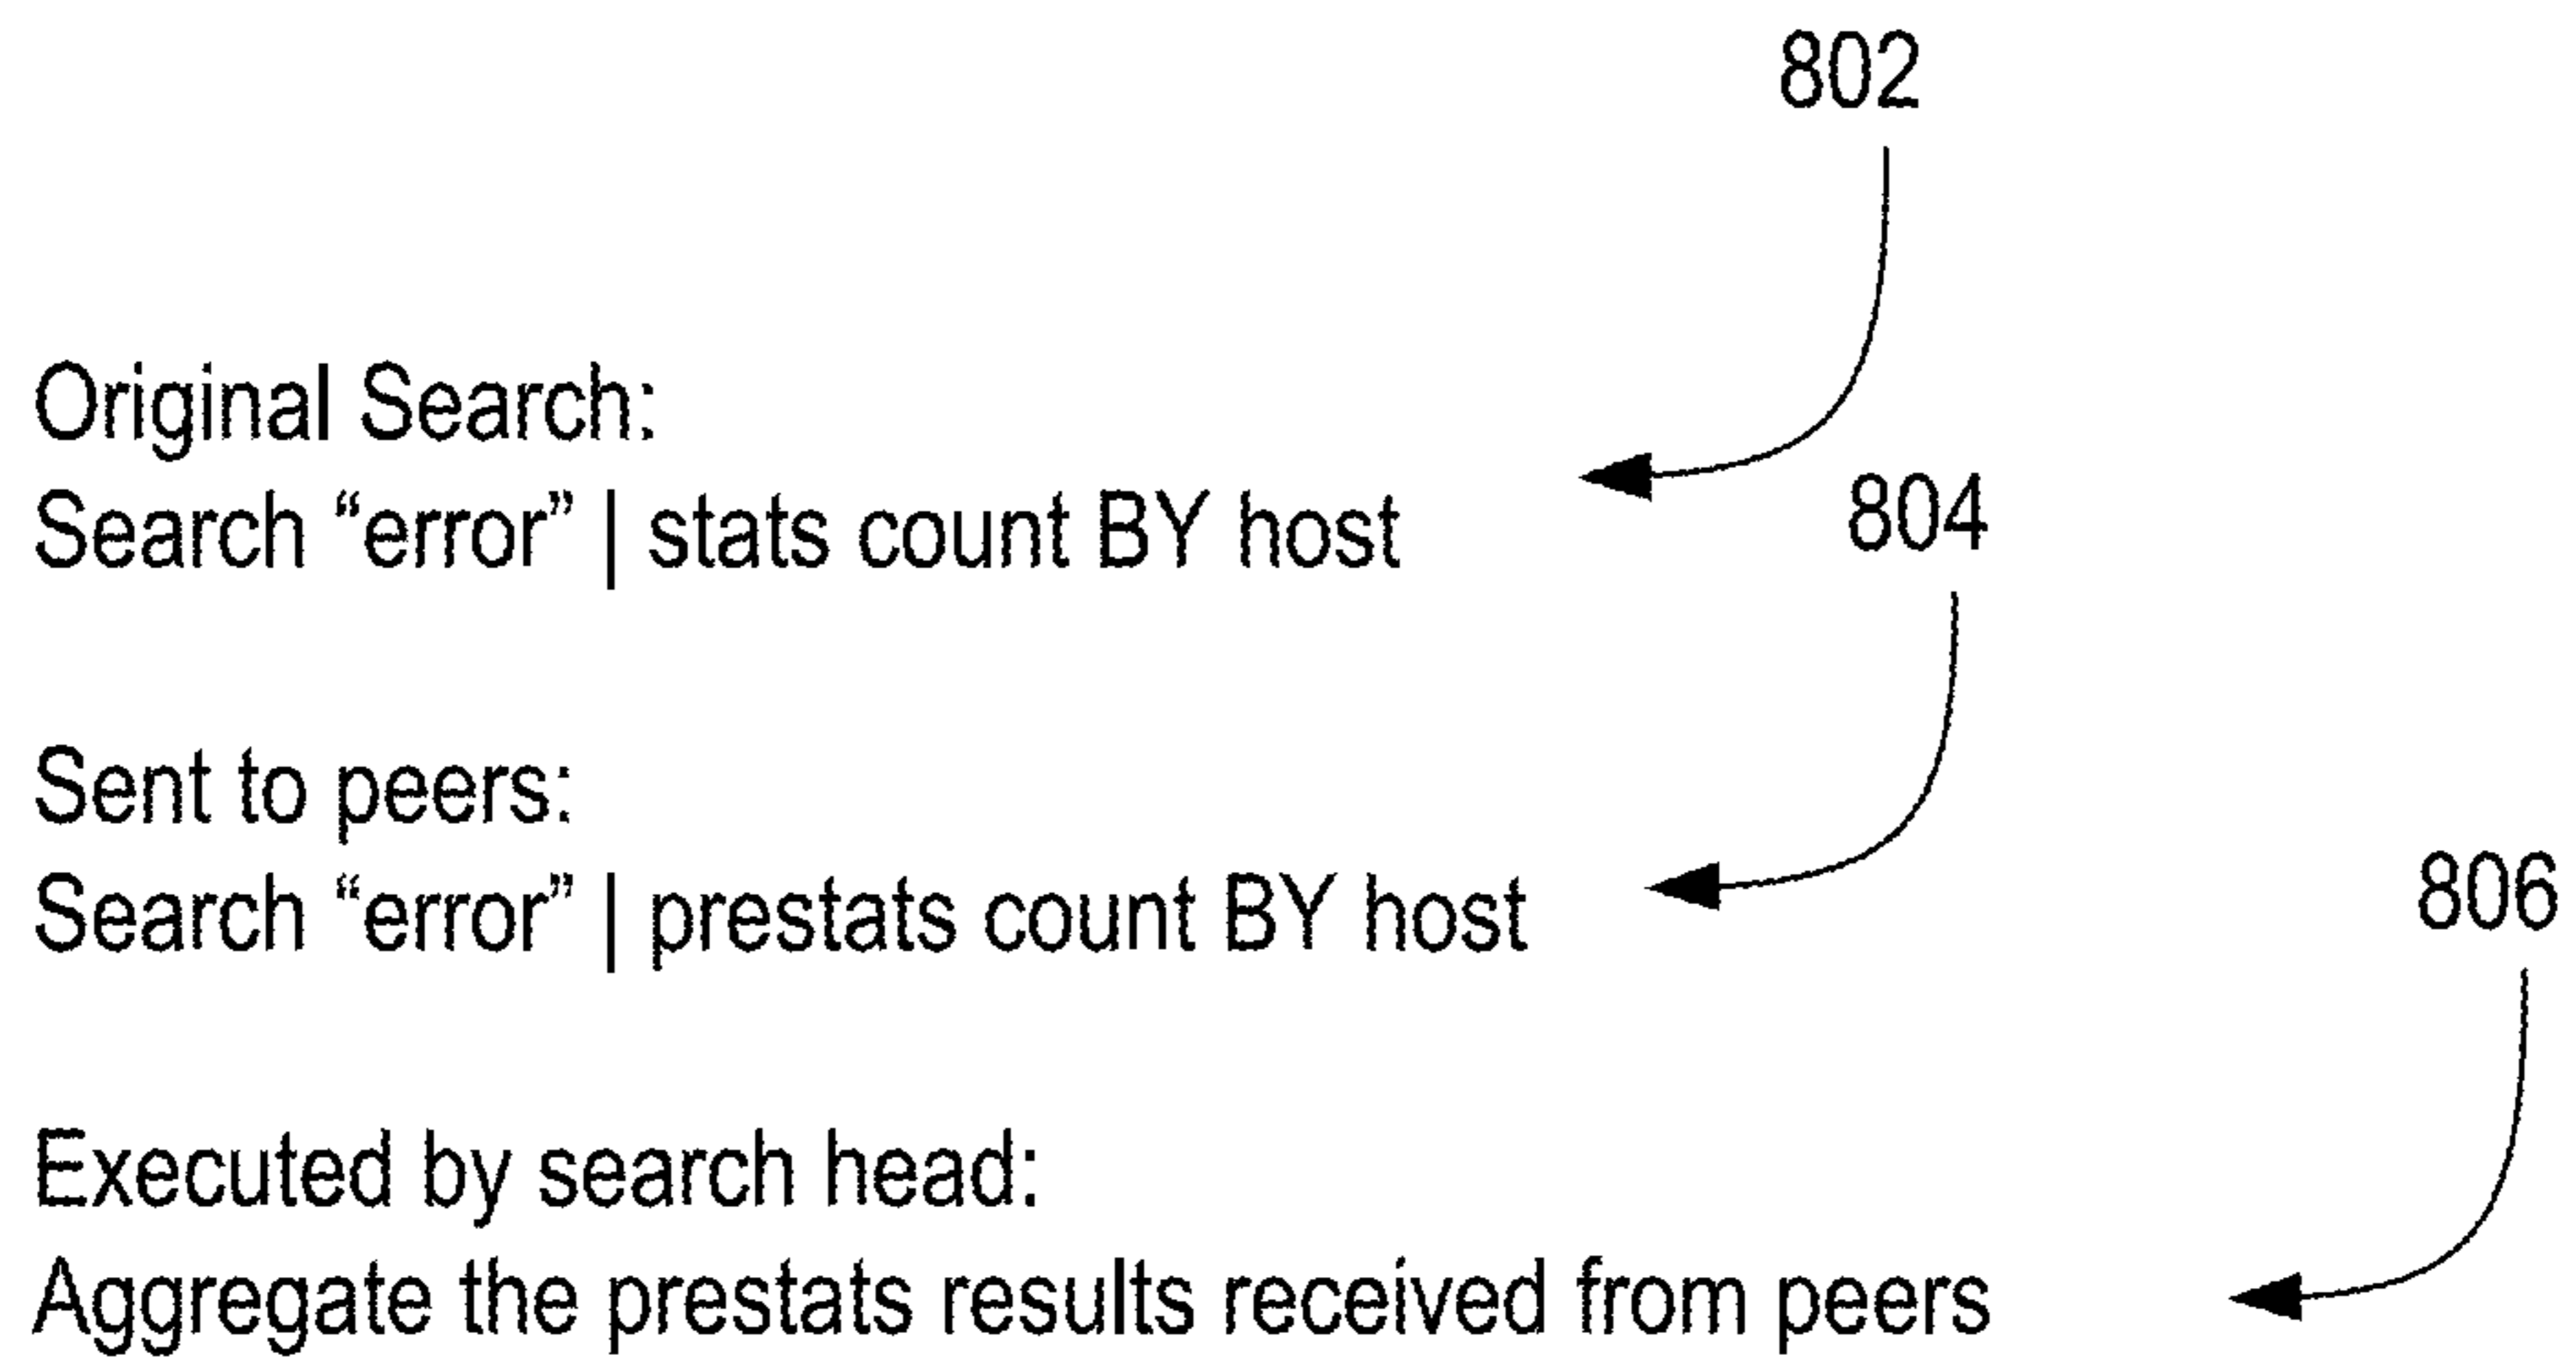 802
Original Search:
Search “error” | stats count BY host
804
Sent to peers:
Search “error” | prestats count BY host
806
Executed by search head:
Aggregate the prestats results received from peers